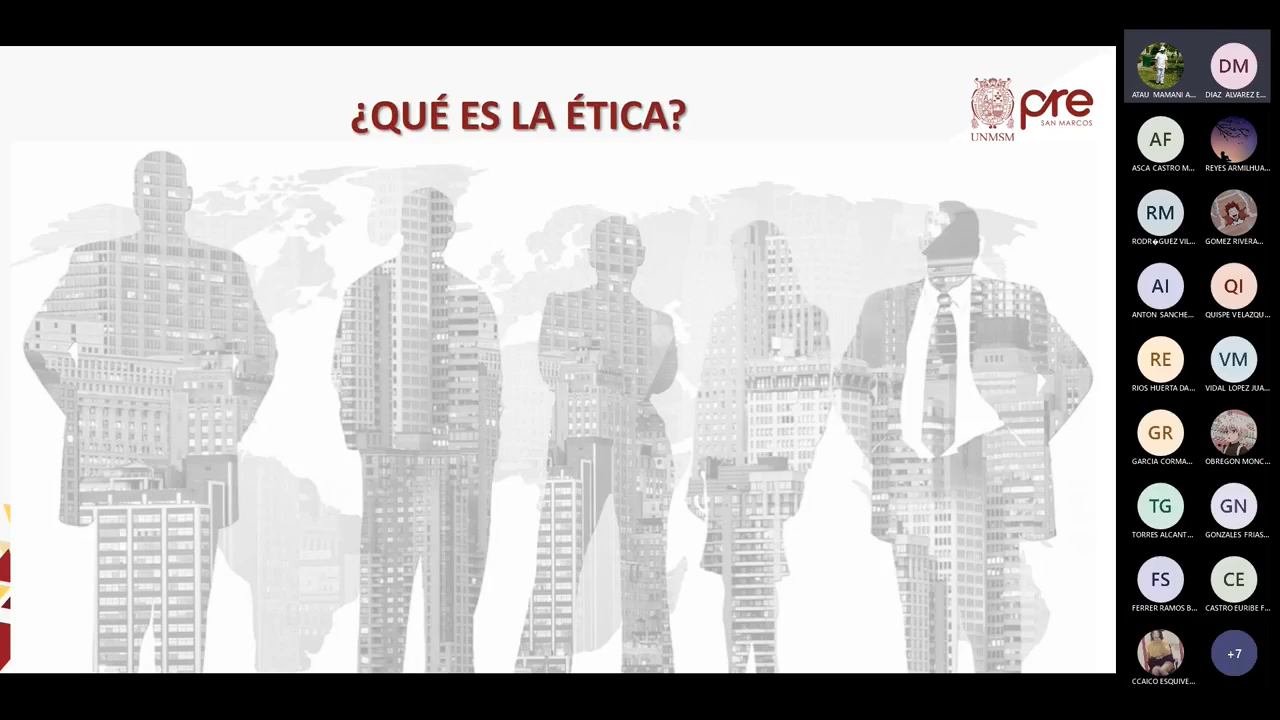 ¿QUÉ ES LA ÉTICA?
UNMSM
pre
SAN MARCOS
ATAU MAMANI A...
DM
DIAZ ALVAREZ E...
AF
ASCA CASTRO M...
REYES ARMILHUA...
RM
RODR�GUEZ VIL...
GOMEZ RIVERA...
AI
ANTON SANCHE...
QI
QUISPE VELAZQU...
RE
RIOS HUERTA DA...
VM
VIDAL LOPEZ JUA...
GR
GARCIA CORMA...
OBREGON MONC...
TG
TORRES ALCANT...
GN
GONZALES FRIAS...
FS
FERRER RAMOS B...
CE
CASTRO EURIBE F...
CCAICO ESQUIVE...
+7